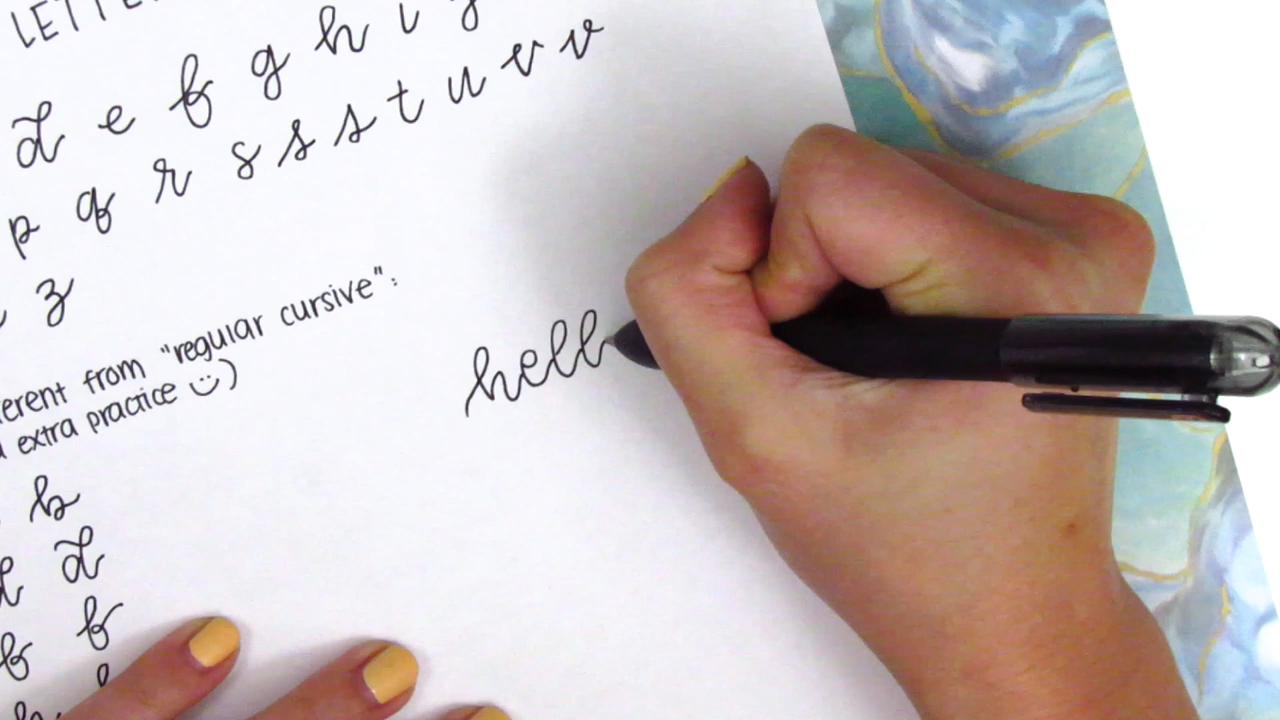 LETTE
d e f g h i y
p q r s s s t u v v
z
erent from "regular cursive":
extra practice ☺)
hell
b
d d
f f
h h